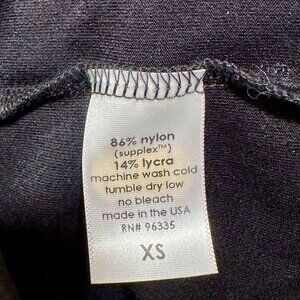 86% nylon
(supplex™)
14% lycra
machine wash cold
tumble dry low
no bleach
made in the USA
RN# 96335
XS